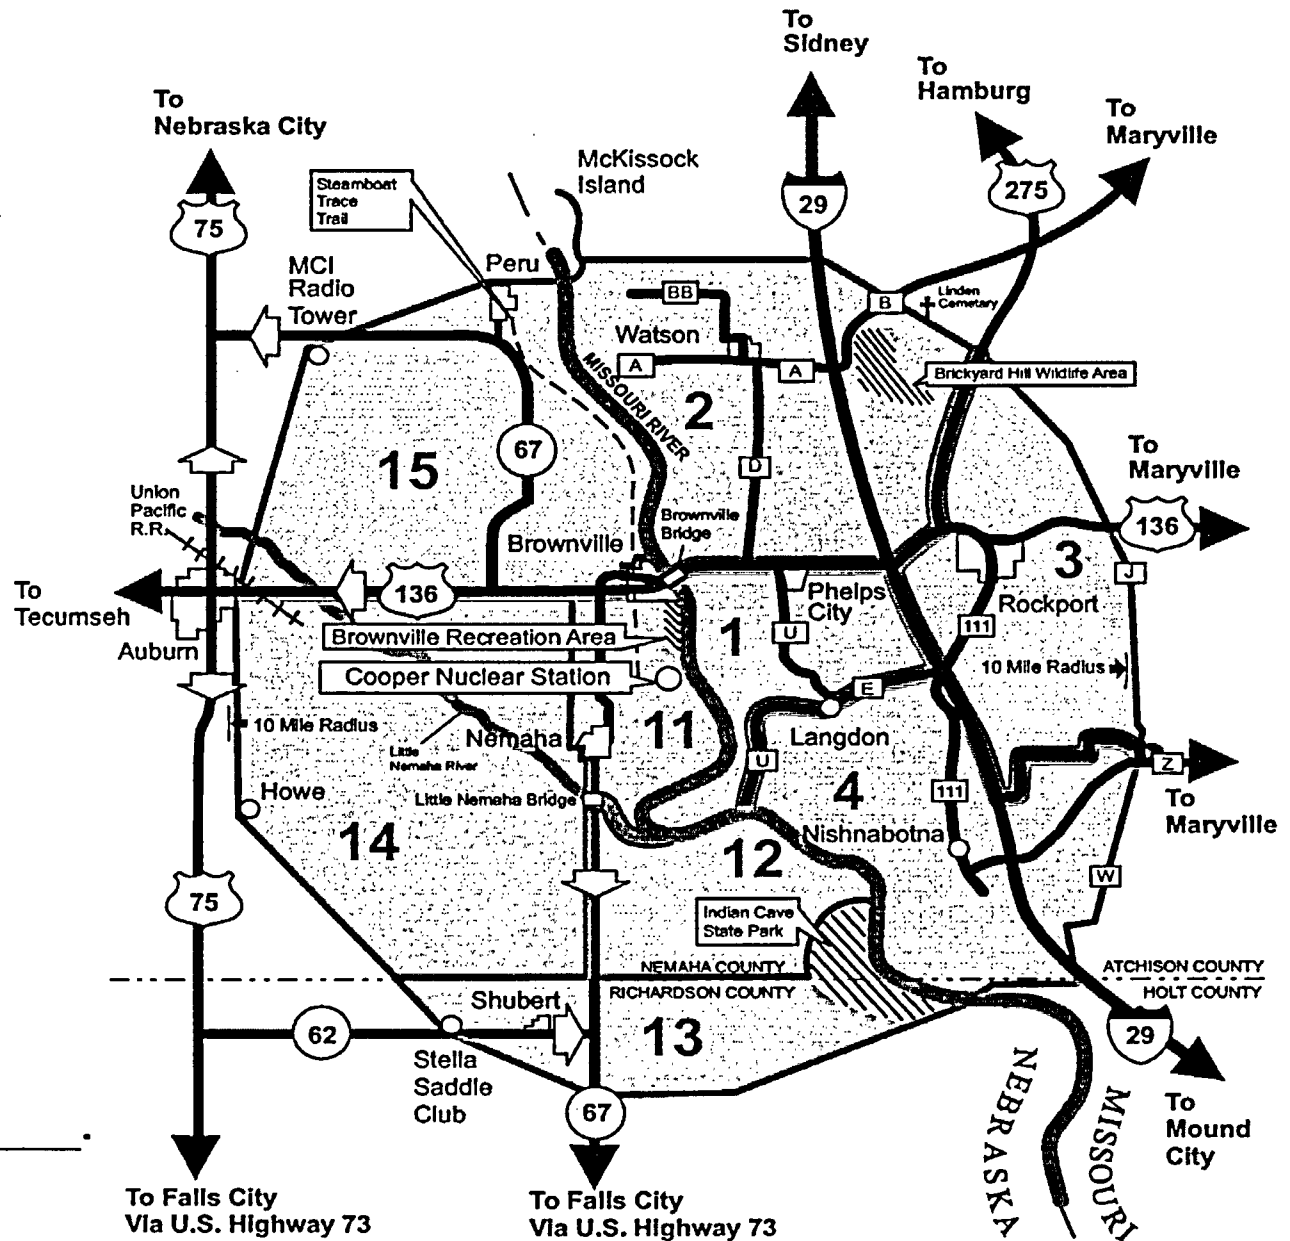 To
Sidney
To
Hamburg
To
Maryville
To
Nebraska City
McKissock
Island
Steamboat
Trace
Trail
29
275
75
MCI
Radio
Tower
Peru
BB
B
Linden
Cemetary
Watson
A
A
Brickyard Hill Wildlife Area
MISSOURI RIVER
2
15
67
D
To
Maryville
136
Union
Pacific
R.R.
Brownville
Bridge
Brownville
3
J
To
Tecumseh
136
Phelps
City
Rockport
Auburn
Brownville Recreation Area
1
U
111
Cooper Nuclear Station
10 Mile Radius
E
10 Mile Radius
Nemaha
11
Langdon
Little
Nemaha River
U
Z
To
Maryville
Howe
Little Nemaha Bridge
4
111
14
Nishnabotna
12
W
75
Indian Cave
State Park
NEMAHA COUNTY
ATCHISON COUNTY
RICHARDSON COUNTY
HOLT COUNTY
Shubert
62
13
29
Stella
Saddle
Club
NEBRASKA
MISSOURI
67
To
Mound
City
To Falls City
Via U.S. Highway 73
To Falls City
Via U.S. Highway 73